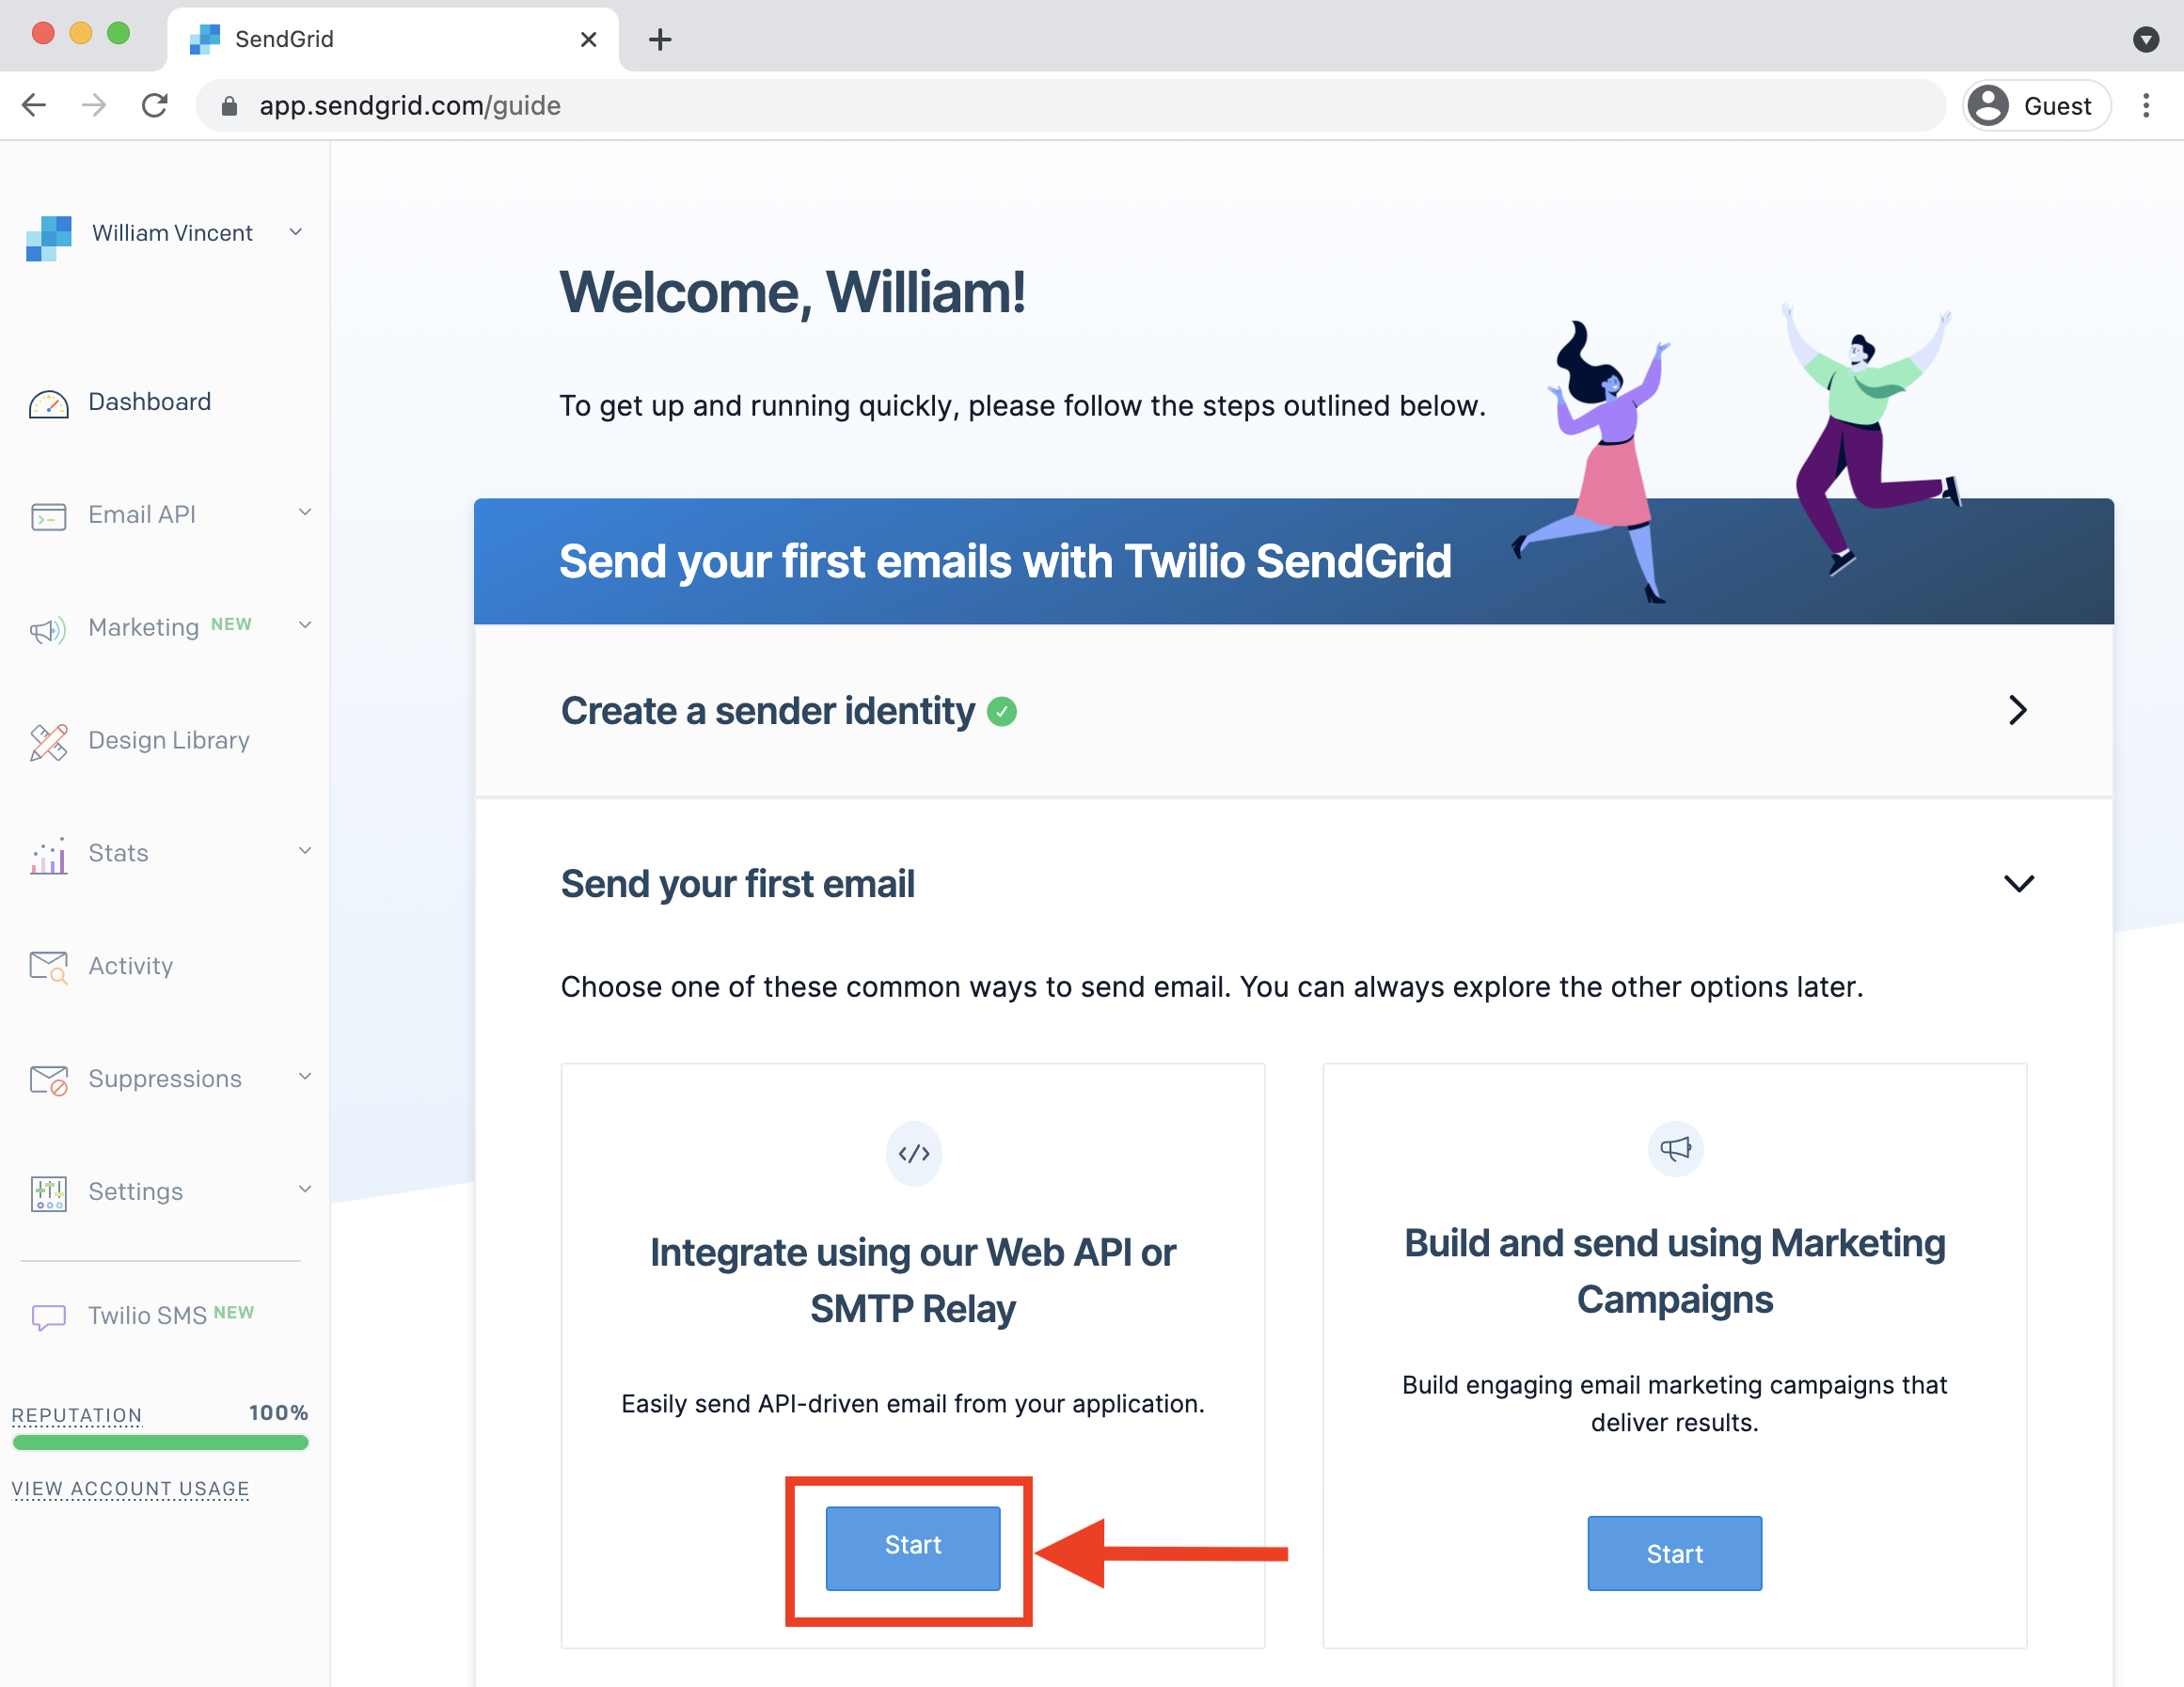 SendGrid
app.sendgrid.com/guide
Guest
William Vincent
Dashboard
Email API
Marketing NEW
Design Library
Stats
Activity
Suppressions
Settings
Twilio SMS NEW
REPUTATION 100%
VIEW ACCOUNT USAGE
Welcome, William!
To get up and running quickly, please follow the steps outlined below.
Send your first emails with Twilio SendGrid
Create a sender identity
Send your first email
Choose one of these common ways to send email. You can always explore the other options later.
Integrate using our Web API or
SMTP Relay
Easily send API-driven email from your application.
Start
Build and send using Marketing
Campaigns
Build engaging email marketing campaigns that
deliver results.
Start